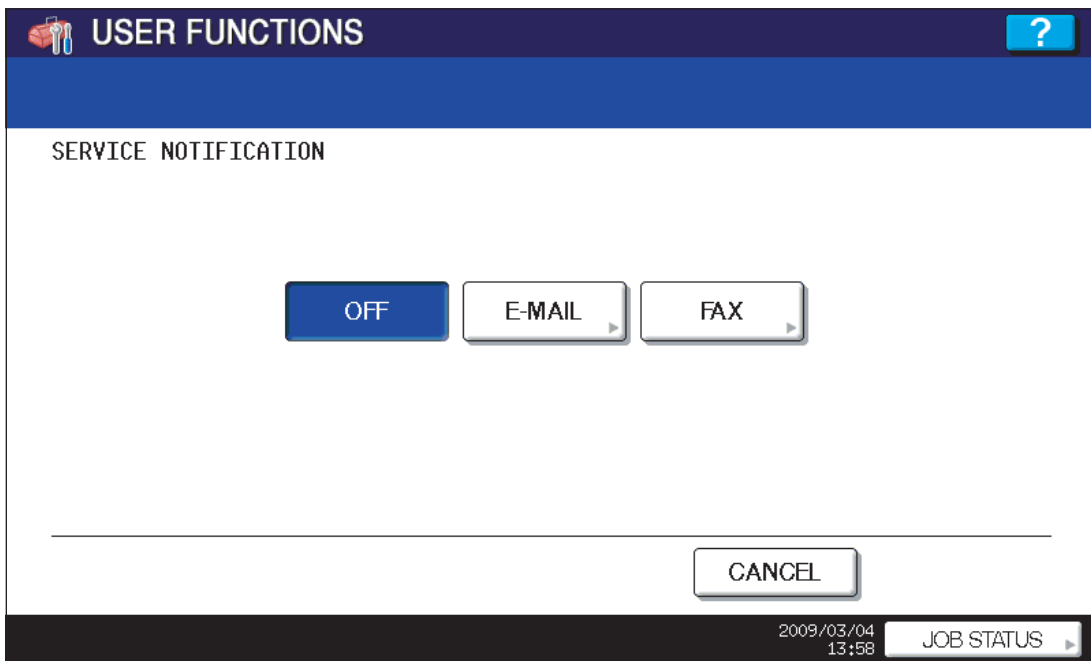 USER FUNCTIONS
?
SERVICE NOTIFICATION
OFF
E-MAIL
FAX
CANCEL
2009/03/04
13:58
JOB STATUS